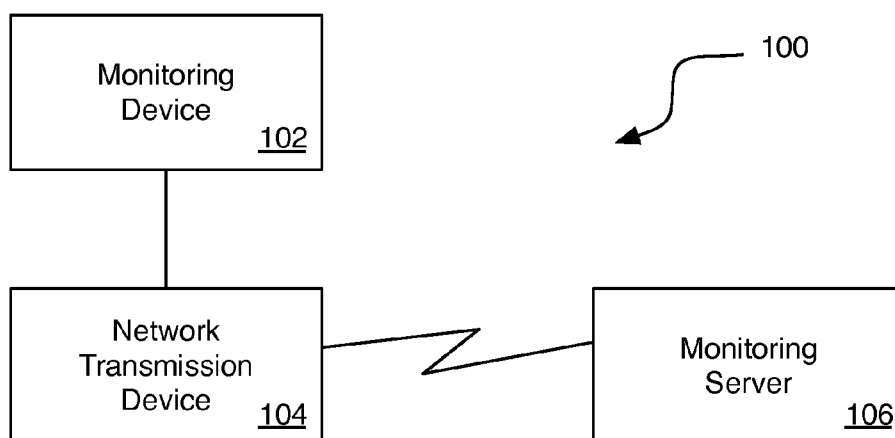 Monitoring
Device
102
100
Network
Transmission
Device
104
Monitoring
Server
106